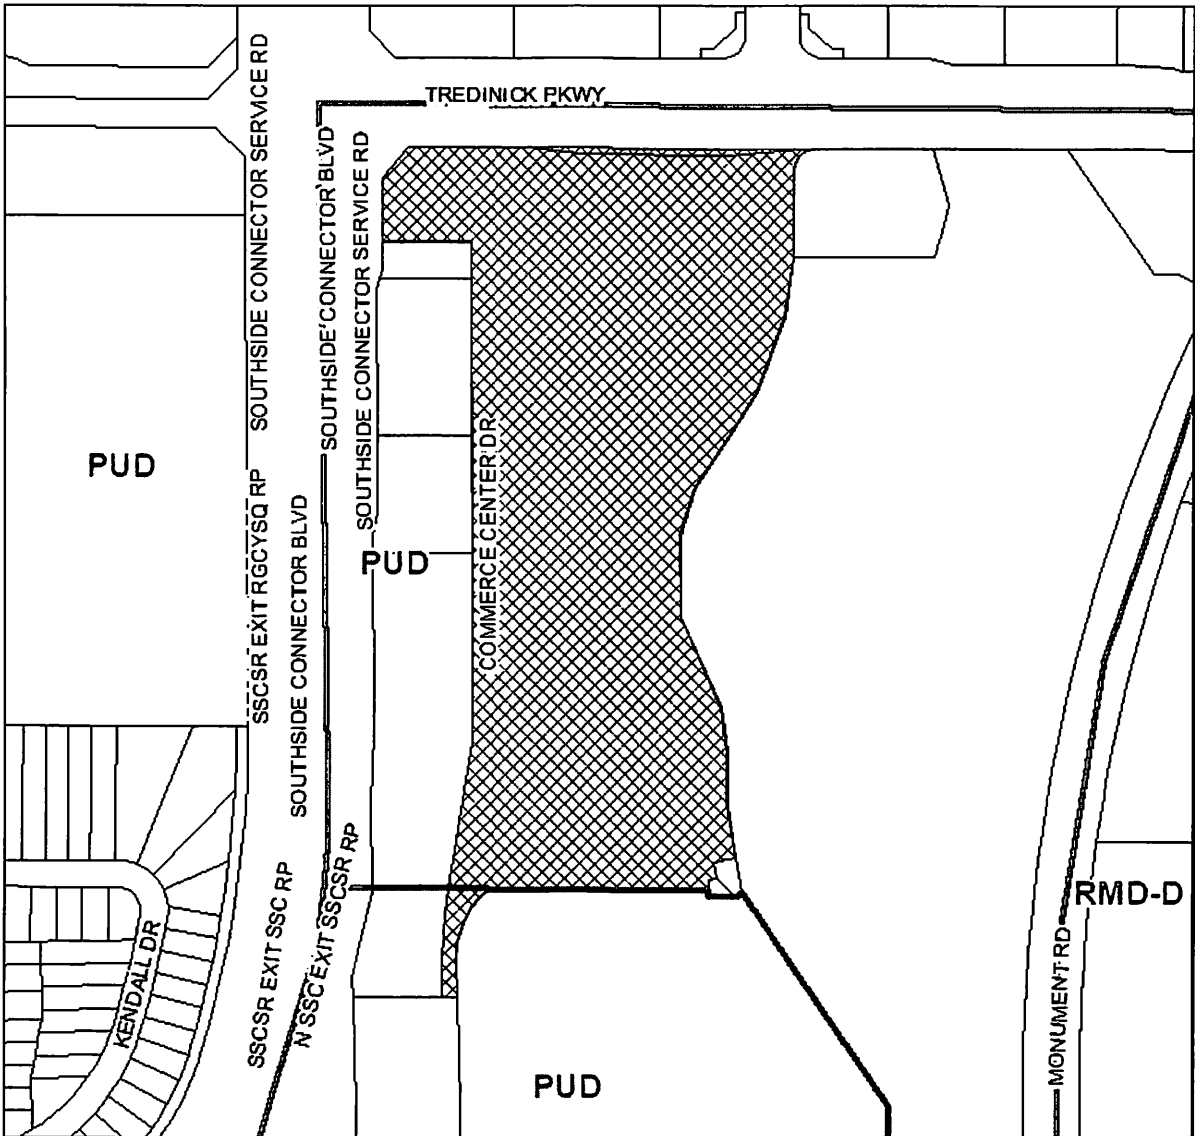 TREDINICK PKWY
SOUTHSIDE CONNECTOR SERVICE RD
SOUTHSIDE CONNECTOR BLVD
SOUTHSIDE CONNECTOR SERVICE RD
PUD
SSCSR EXIT RGCYSQ RP
SOUTHSIDE CONNECTOR BLVD
PUD
COMMERCE CENTER DR
SSCSR EXIT SSC RP
N SSC EXIT SSCSR RP
KENDALL DR
RMD-D
MONUMENT RD
PUD